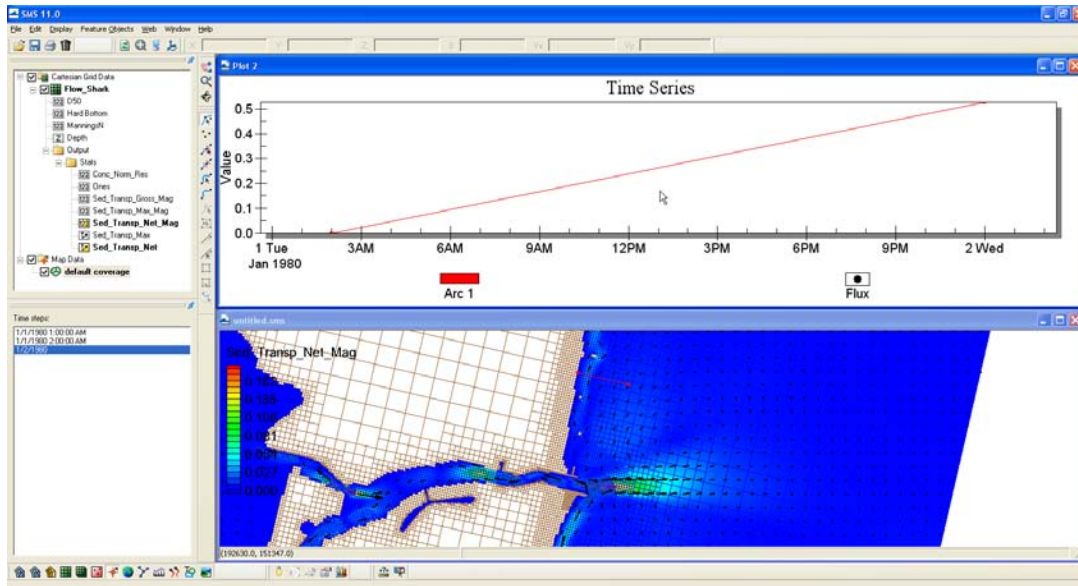 SMS 11.0
File Edit Display Feature Objects Web Window Help
X: Y: Z: S: Vx: Vy:
Cartesian Grid Data
Flow_Shark
D50
Hard Bottom
ManningsN
Depth
Output
Stats
Conc_Norm_Res
Ones
Sed_Transp_Gross_Mag
Sed_Transp_Max_Mag
Sed_Transp_Net_Mag
Sed_Transp_Max
Sed_Transp_Net
Map Data
default coverage
Time steps:
1/1/1980 1:00:00 AM
1/1/1980 2:00:00 AM
1/2/1980
Plot 2
Time Series
Value
0.5
0.4
0.3
0.2
0.1
0.0
1 Tue 3AM 6AM 9AM 12PM 3PM 6PM 9PM 2 Wed
Jan 1980
Arc 1 Flux
untitled.sms
Sed_Transp_Net_Mag
0.027
0.000
(192630.0, 151347.0)